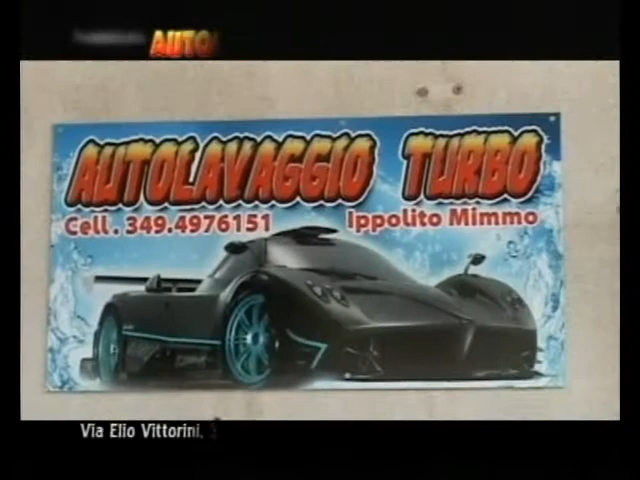 AUTO
AUTOLAVAGGIO TURBO
Cell. 349.4976151 Ippolito Mimmo
Via Elio Vittorini,